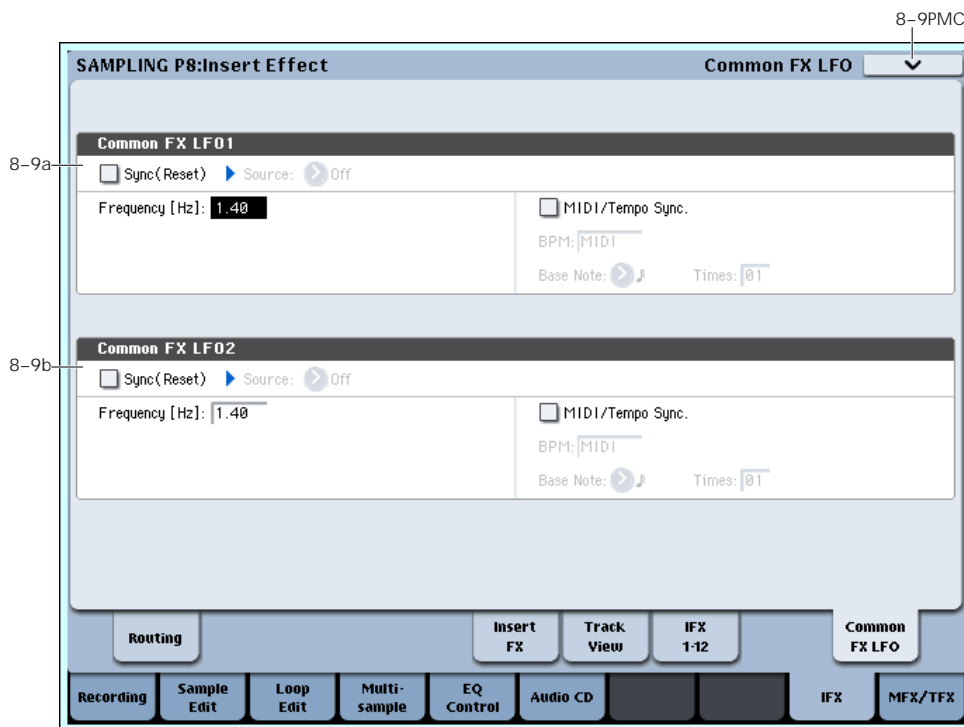 8–9PMC
SAMPLING P8:Insert Effect
Common FX LFO
Common FX LFO1
8–9a
Sync(Reset) Source: Off
Frequency [Hz]: 1.40
MIDI/Tempo Sync.
BPM: MIDI
Base Note: Times: 01
Common FX LFO2
8–9b
Sync(Reset) Source: Off
Frequency [Hz]: 1.40
MIDI/Tempo Sync.
BPM: MIDI
Base Note: Times: 01
Routing
Insert
FX
Track
View
IFX
1-12
Common
FX LFO
Recording
Sample
Edit
Loop
Edit
Multi-
sample
EQ
Control
Audio CD
IFX
MFX/TFX